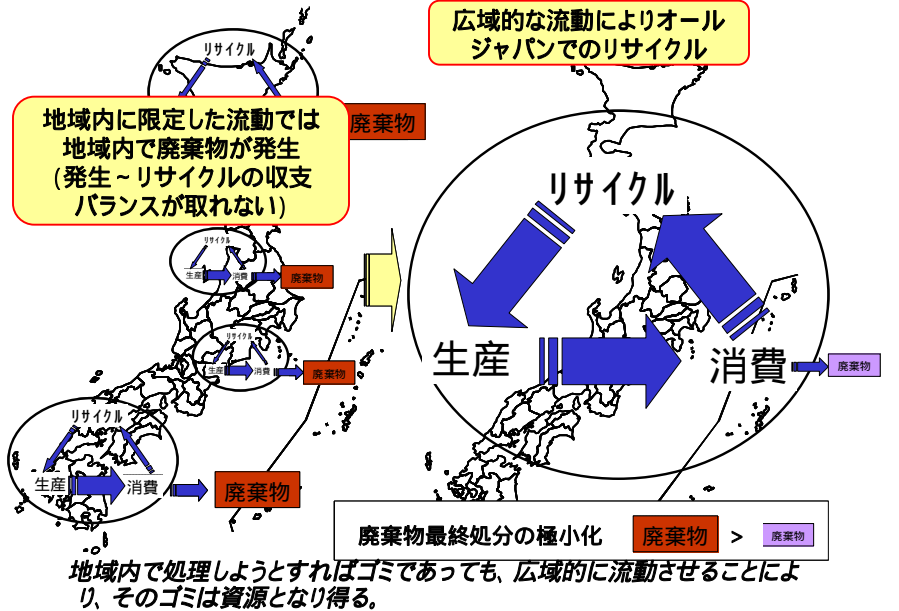 リサイクル
廃棄物
地域内に限定した流動では
地域内で廃棄物が発生
(発生～リサイクルの収支
バランスが取れない)
リサイクル
生産
消費
廃棄物
リサイクル
生産
消費
廃棄物
リサイクル
生産
消費
廃棄物
広域的な流動によりオール
ジャパンでのリサイクル
リサイクル
生産
消費
廃棄物
廃棄物最終処分の極小化 廃棄物 > 廃棄物
地域内で処理しようとすればゴミであっても、広域的に流動させることによ
り、そのゴミは資源となり得る。